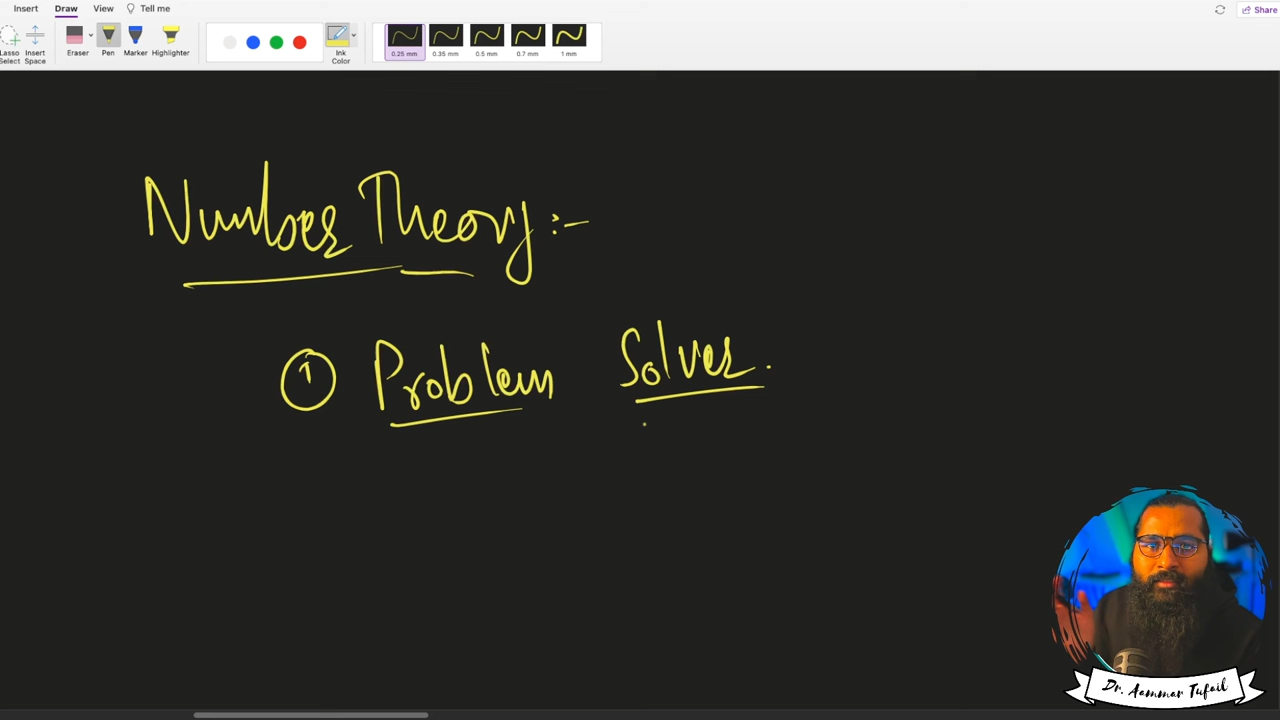 Insert Draw View Tell me
Share
Lasso Select
Insert Space
Eraser
Pen
Marker
Highlighter
Ink Color
0.25 mm
0.35 mm
0.5 mm
0.7 mm
1 mm
Number Theory :-
① Problem Solver.
Dr. Aammar Tufail